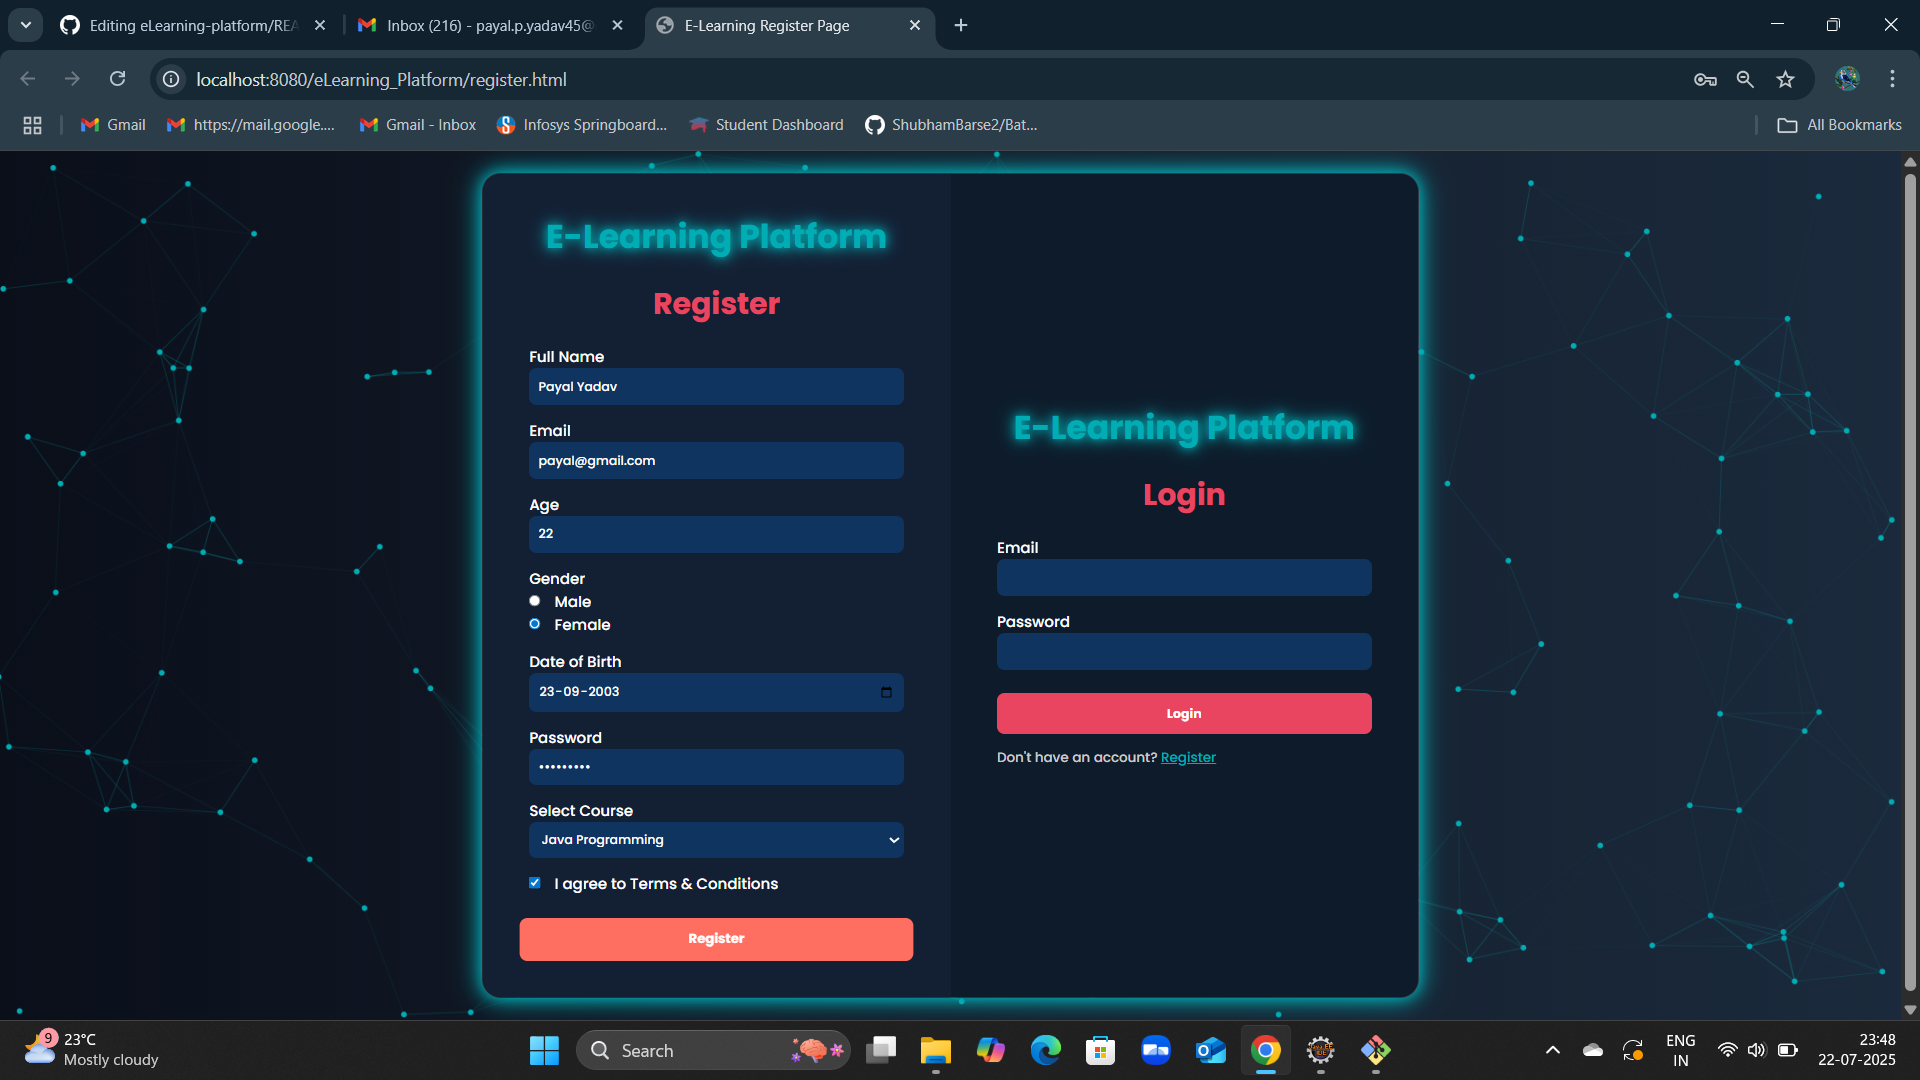 Editing eLearning-platform/REA
Inbox (216) - payal.p.yadav45@
E-Learning Register Page
localhost:8080/eLearning_Platform/register.html
Gmail
https://mail.google....
Gmail - Inbox
Infosys Springboard...
Student Dashboard
ShubhamBarse2/Bat...
All Bookmarks
E-Learning Platform
Register
Full Name
Payal Yadav
Email
payal@gmail.com
Age
22
Gender
Male
Female
Date of Birth
23-09-2003
Password
•••••••••
Select Course
Java Programming
I agree to Terms & Conditions
Register
E-Learning Platform
Login
Email
Password
Login
Don't have an account? Register
9
23°C
Mostly cloudy
Search
ENG
IN
23:48
22-07-2025